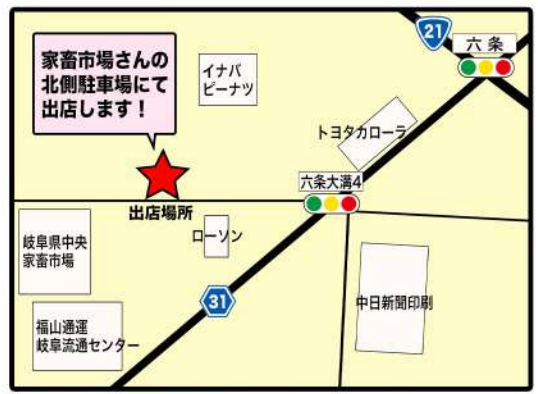 21
六条
家畜市場さんの
北側駐車場にて
出店します！
イナバ
ピーナツ
トヨタカローラ
六条大溝4
出店場所
ローソン
岐阜県中央
家畜市場
31
中日新聞印刷
福山通運
岐阜流通センター